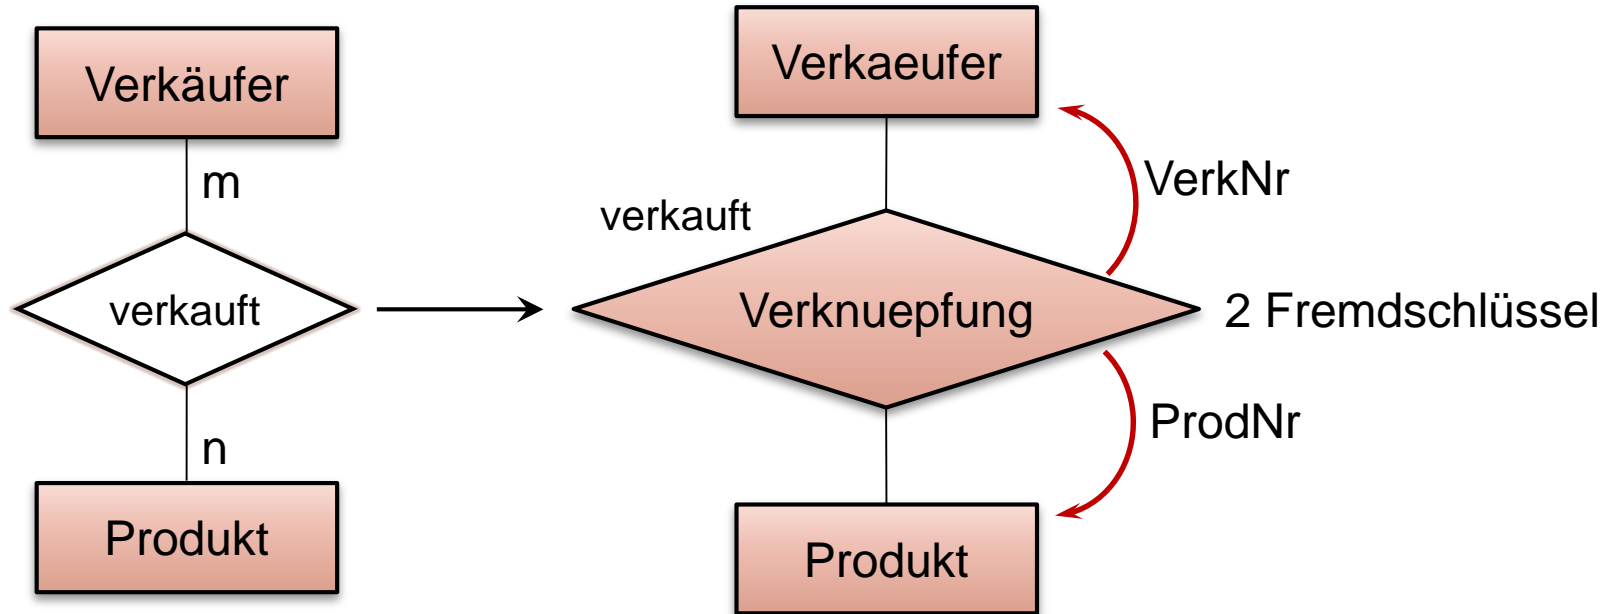 Verkäufer
m
verkauft
n
Produkt
Verkaeufer
VerkNr
verkauft
Verknuepfung
2 Fremdschlüssel
ProdNr
Produkt